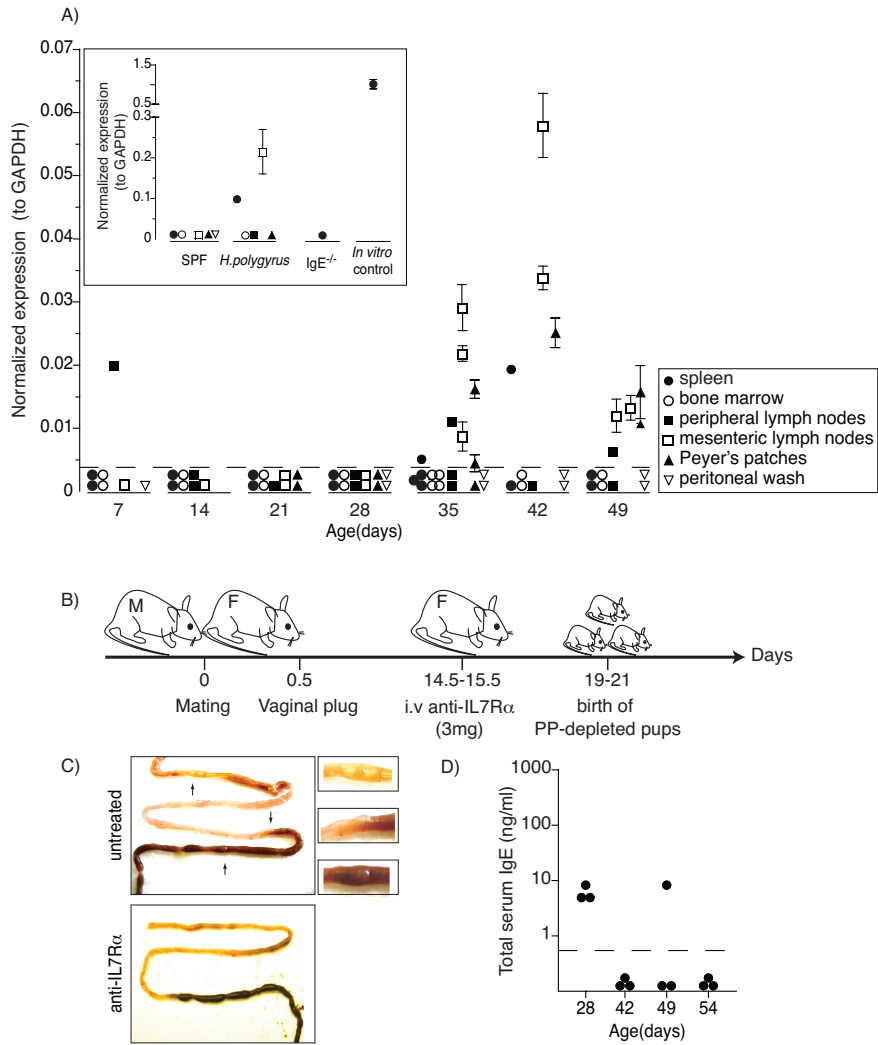 A)
Normalized expression (to GAPDH)
0.07
0.06
0.05
0.04
0.03
0.02
0.01
0
Normalized expression
(to GAPDH)
1.5
1.0
0.5
0.3
0.2
0.1
0
SPF
H.polygyrus
IgE-/-
In vitro
control
spleen
bone marrow
peripheral lymph nodes
mesenteric lymph nodes
Peyer's patches
peritoneal wash
7 14 21 28 35 42 49
Age(days)
B)
M F F
Days
0 0.5 14.5-15.5 19-21
Mating Vaginal plug i.v anti-IL7Rα birth of
(3mg) PP-depleted pups
C)
untreated
anti-IL7Rα
D)
Total serum IgE (ng/ml)
1000
100
10
1
28 42 49 54
Age(days)